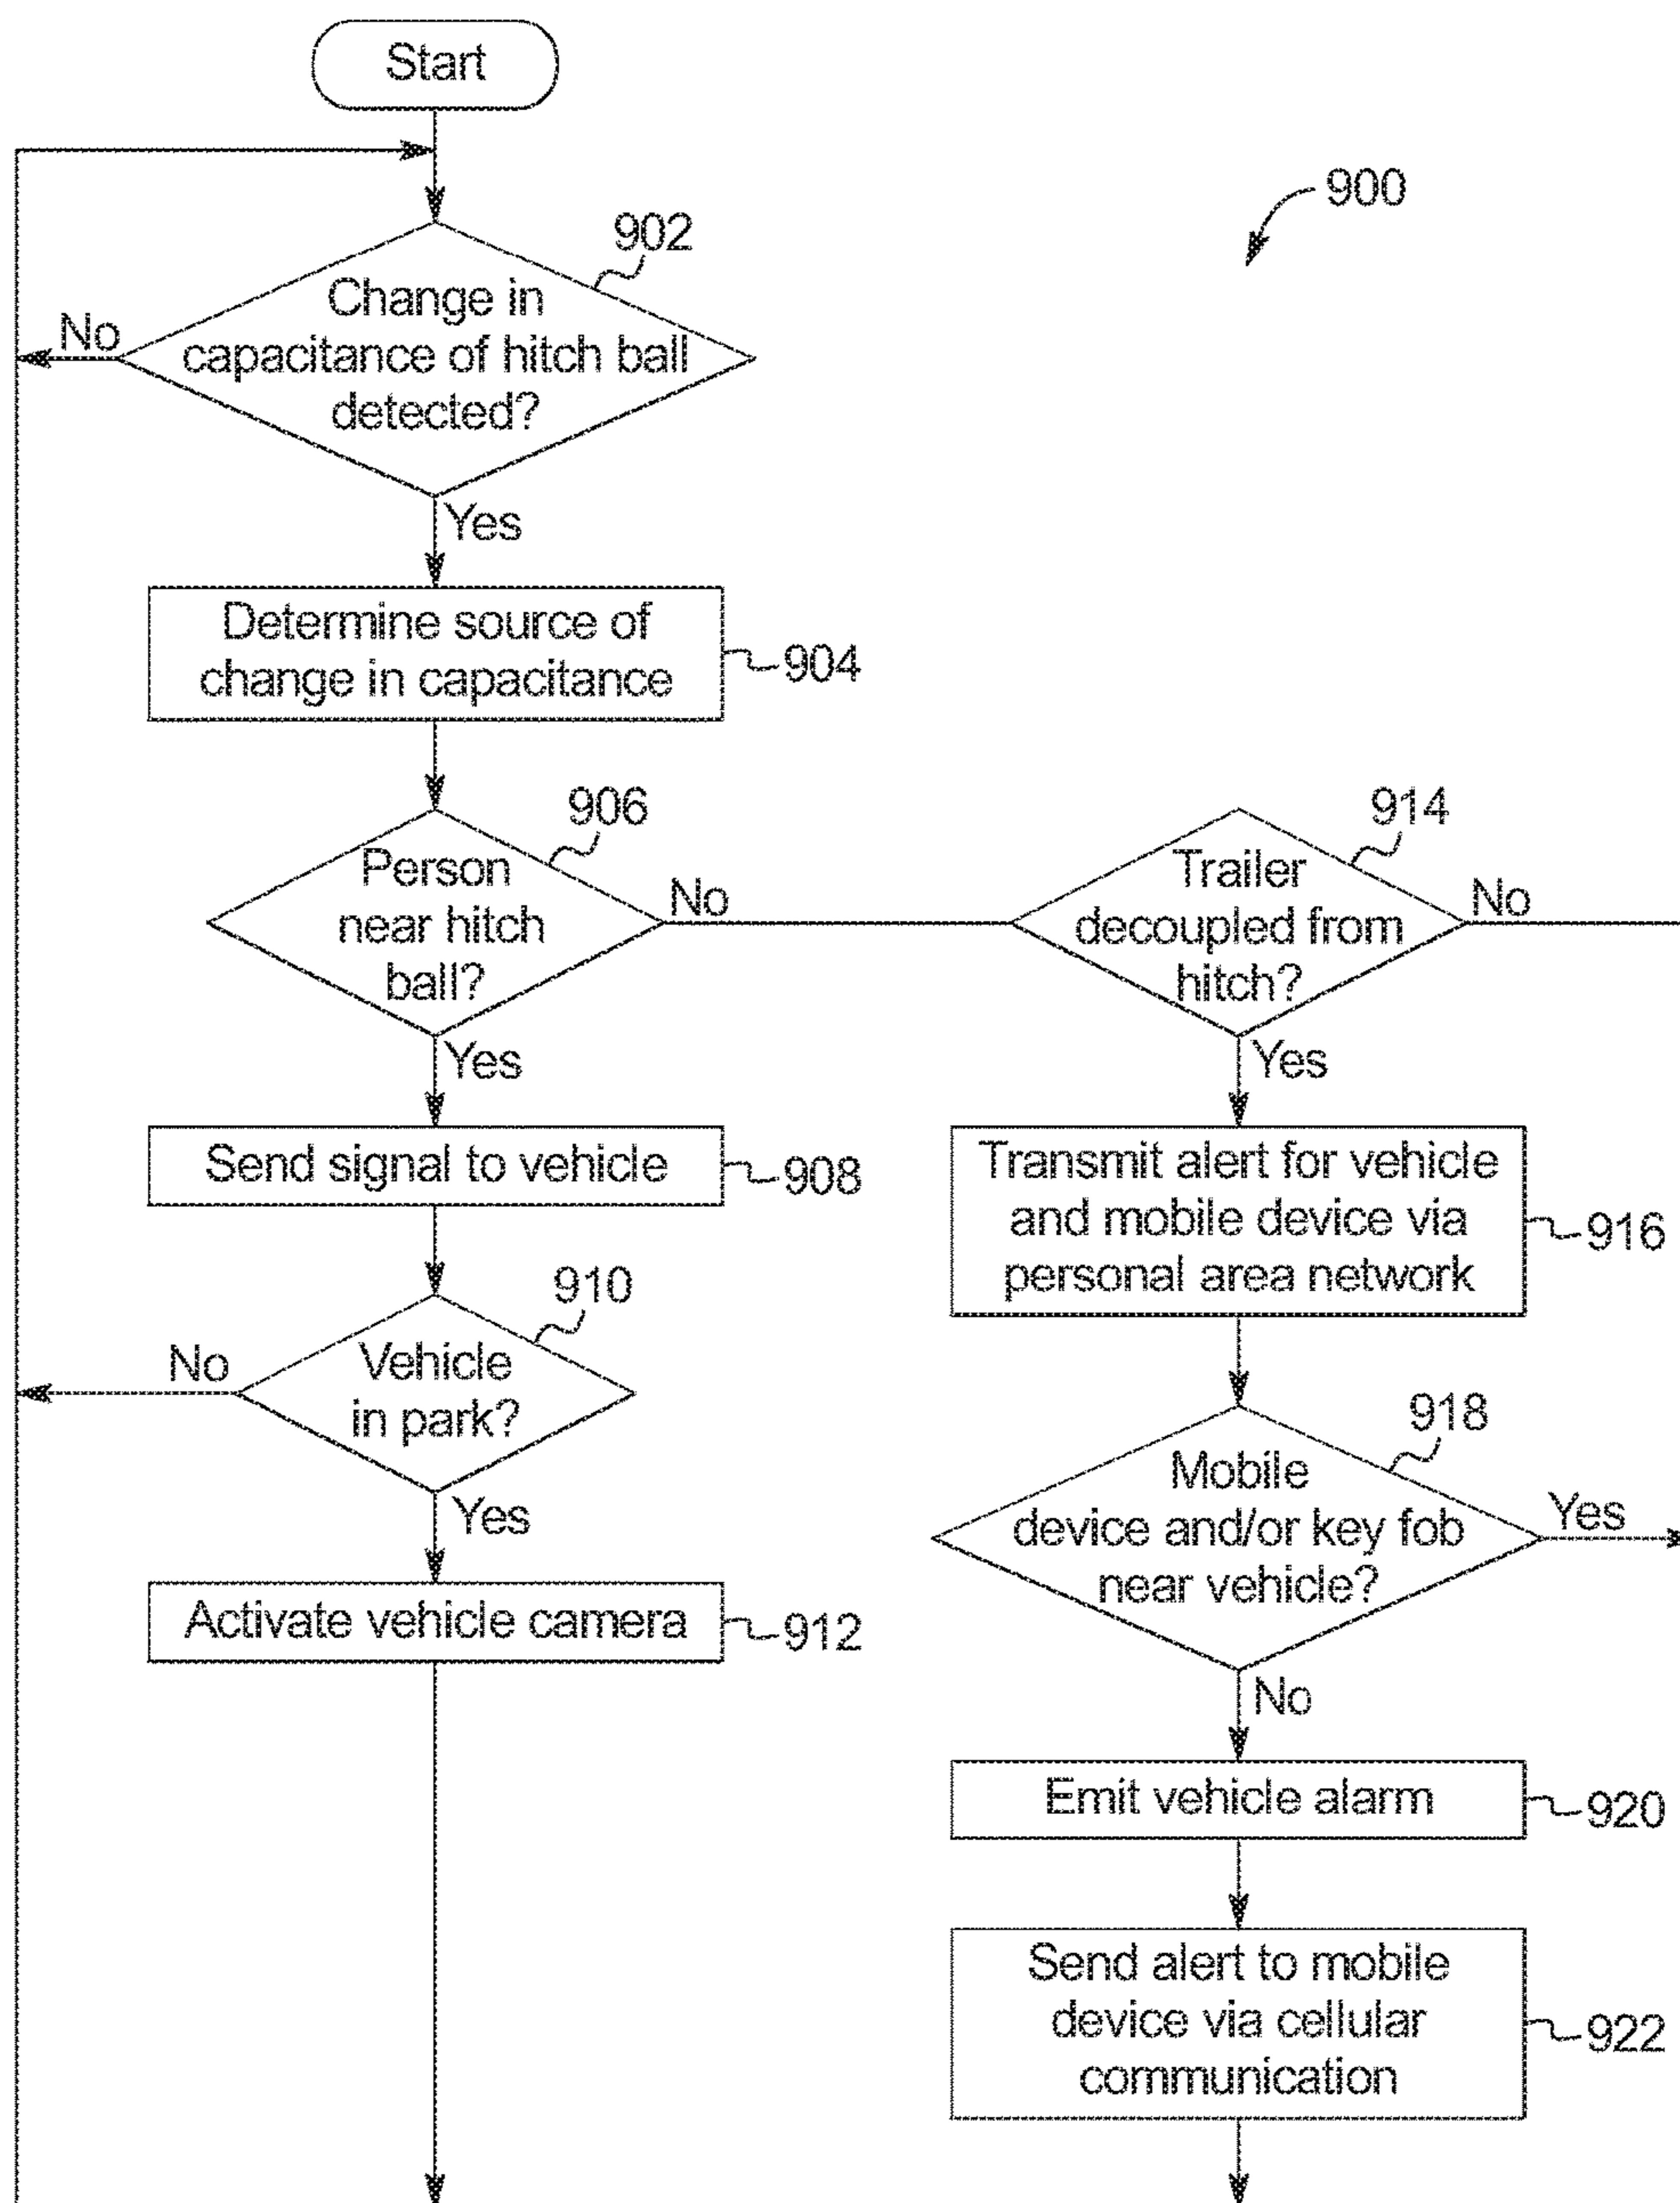 Start
900
902
Change in
capacitance of hitch ball
detected?
No
Yes
Determine source of
change in capacitance
904
906
Person
near hitch
ball?
No
Yes
914
Trailer
decoupled from
hitch?
No
Yes
Send signal to vehicle
908
Transmit alert for vehicle
and mobile device via
personal area network
916
910
Vehicle
in park?
No
Yes
918
Mobile
device and/or key fob
near vehicle?
Yes
No
Activate vehicle camera
912
Emit vehicle alarm
920
Send alert to mobile
device via cellular
communication
922